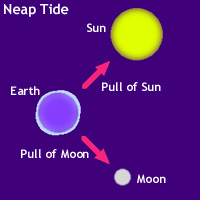 Neap Tide
Sun
Pull of Sun
Earth
Pull of Moon
Moon